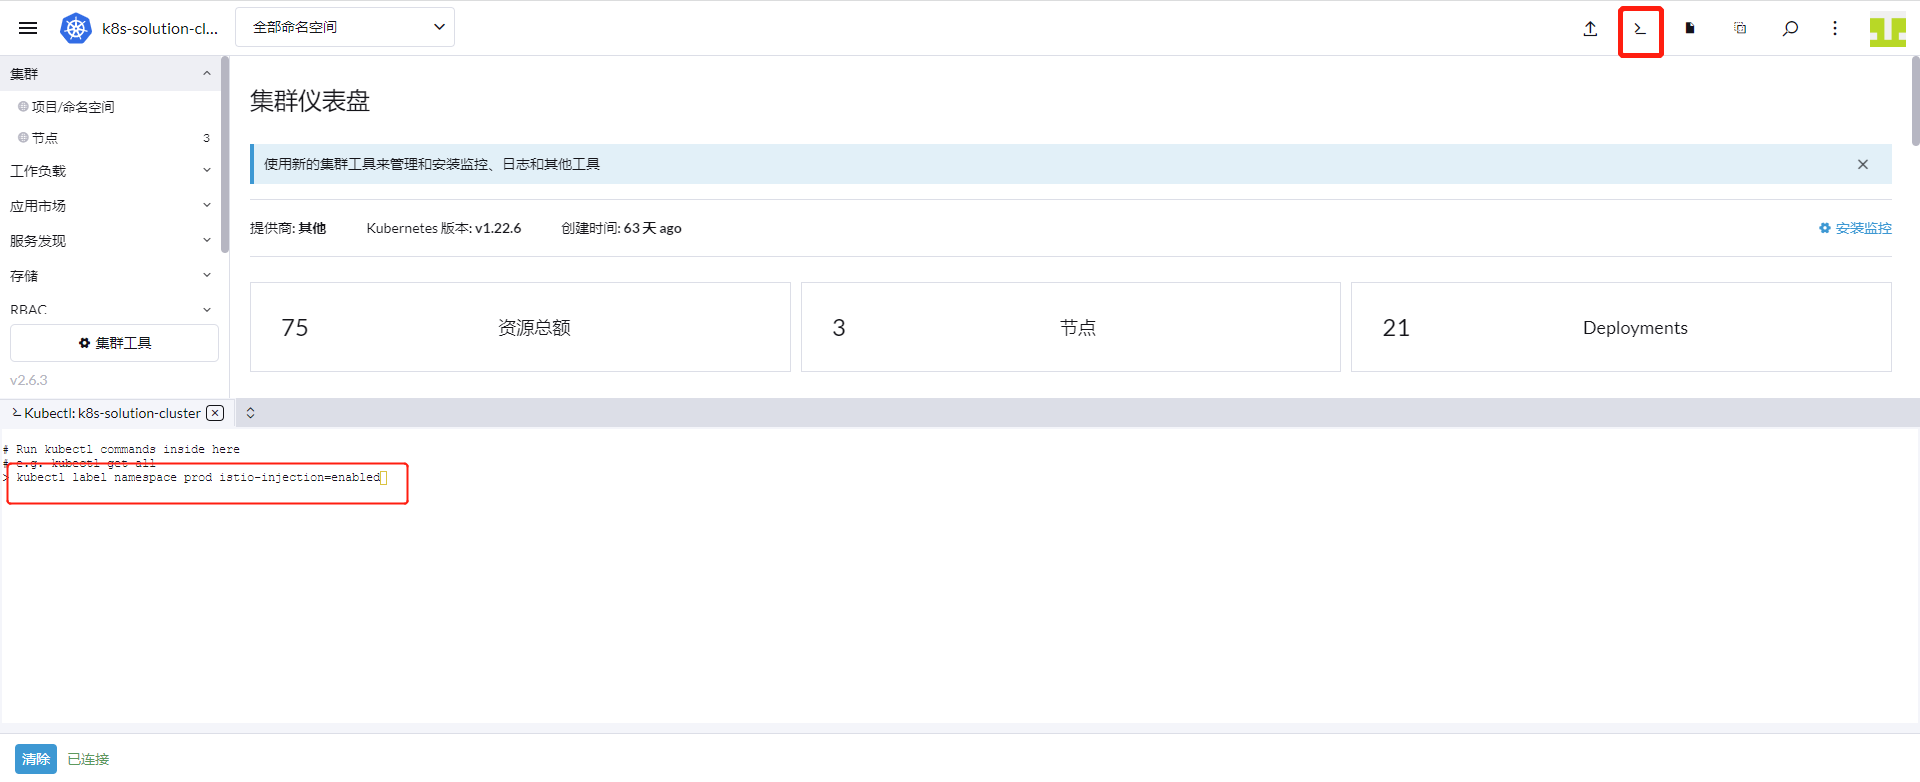 k8s-solution-cl...
全部命名空间
集群
项目/命名空间
节点 3
工作负载
应用市场
服务发现
存储
RBAC
集群工具
v2.6.3
集群仪表盘
使用新的集群工具来管理和安装监控、日志和其他工具
提供商: 其他 Kubernetes 版本: v1.22.6 创建时间: 63 天 ago
安装监控
75 资源总额
3 节点
21 Deployments
Kubectl: k8s-solution-cluster
# Run kubectl commands inside here
# e.g. kubectl get all
> kubectl label namespace prod istio-injection=enabled
清除 已连接